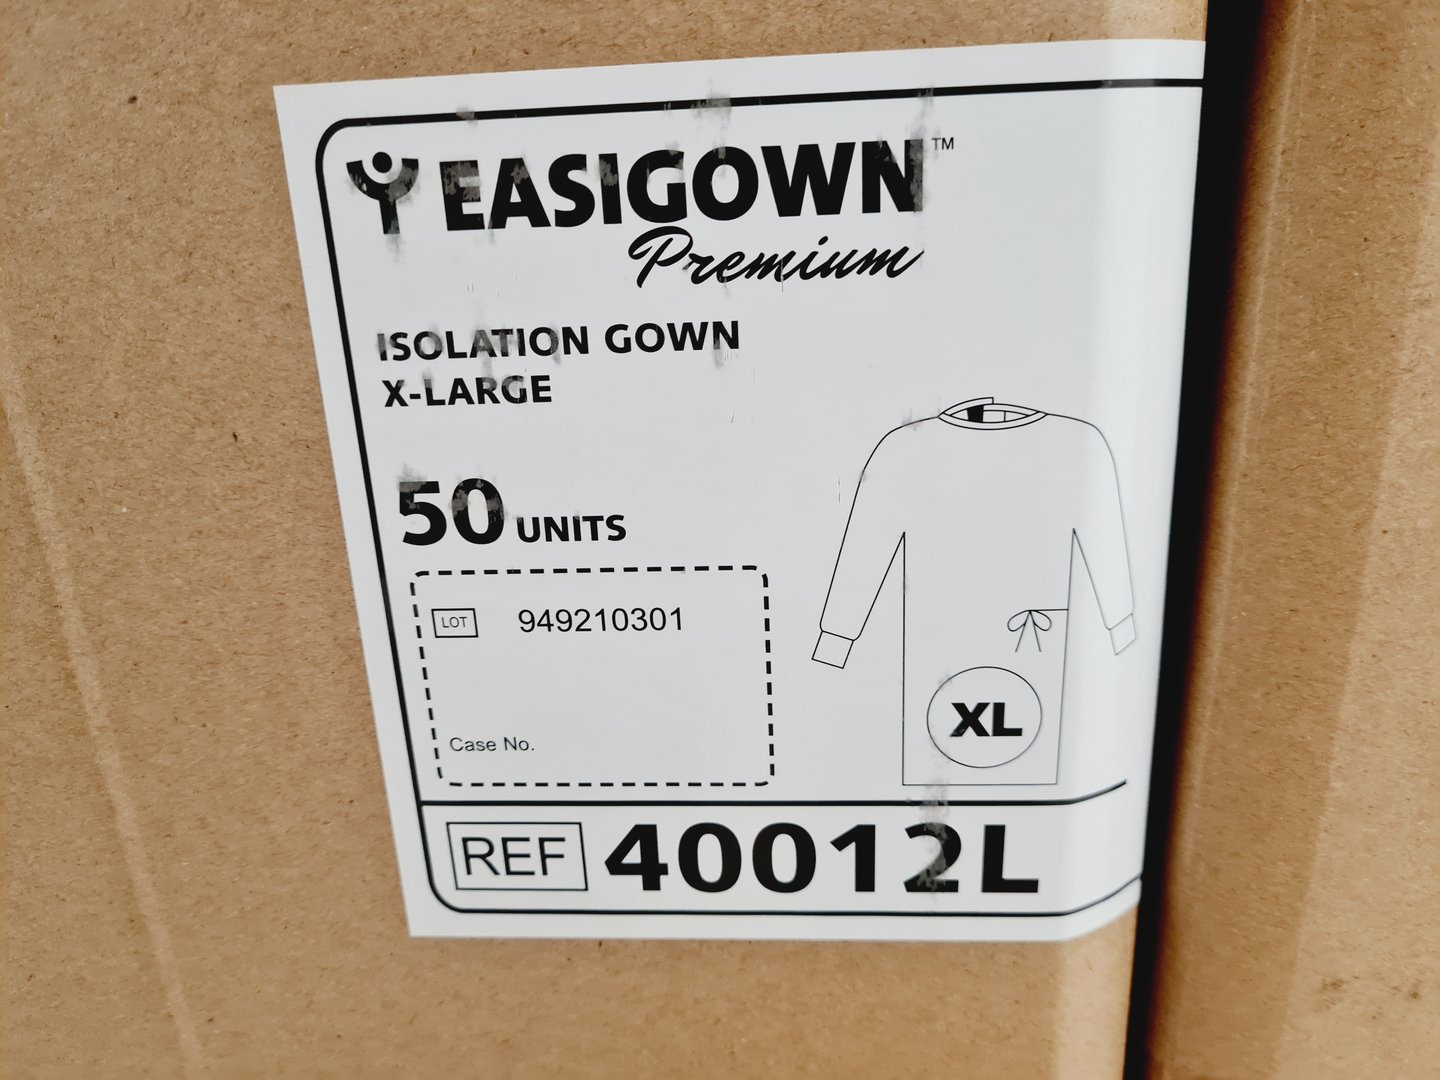 EASIGOWN™
Premium
ISOLATION GOWN
X-LARGE
50 UNITS
LOT 949210301
Case No.
XL
REF 40012L